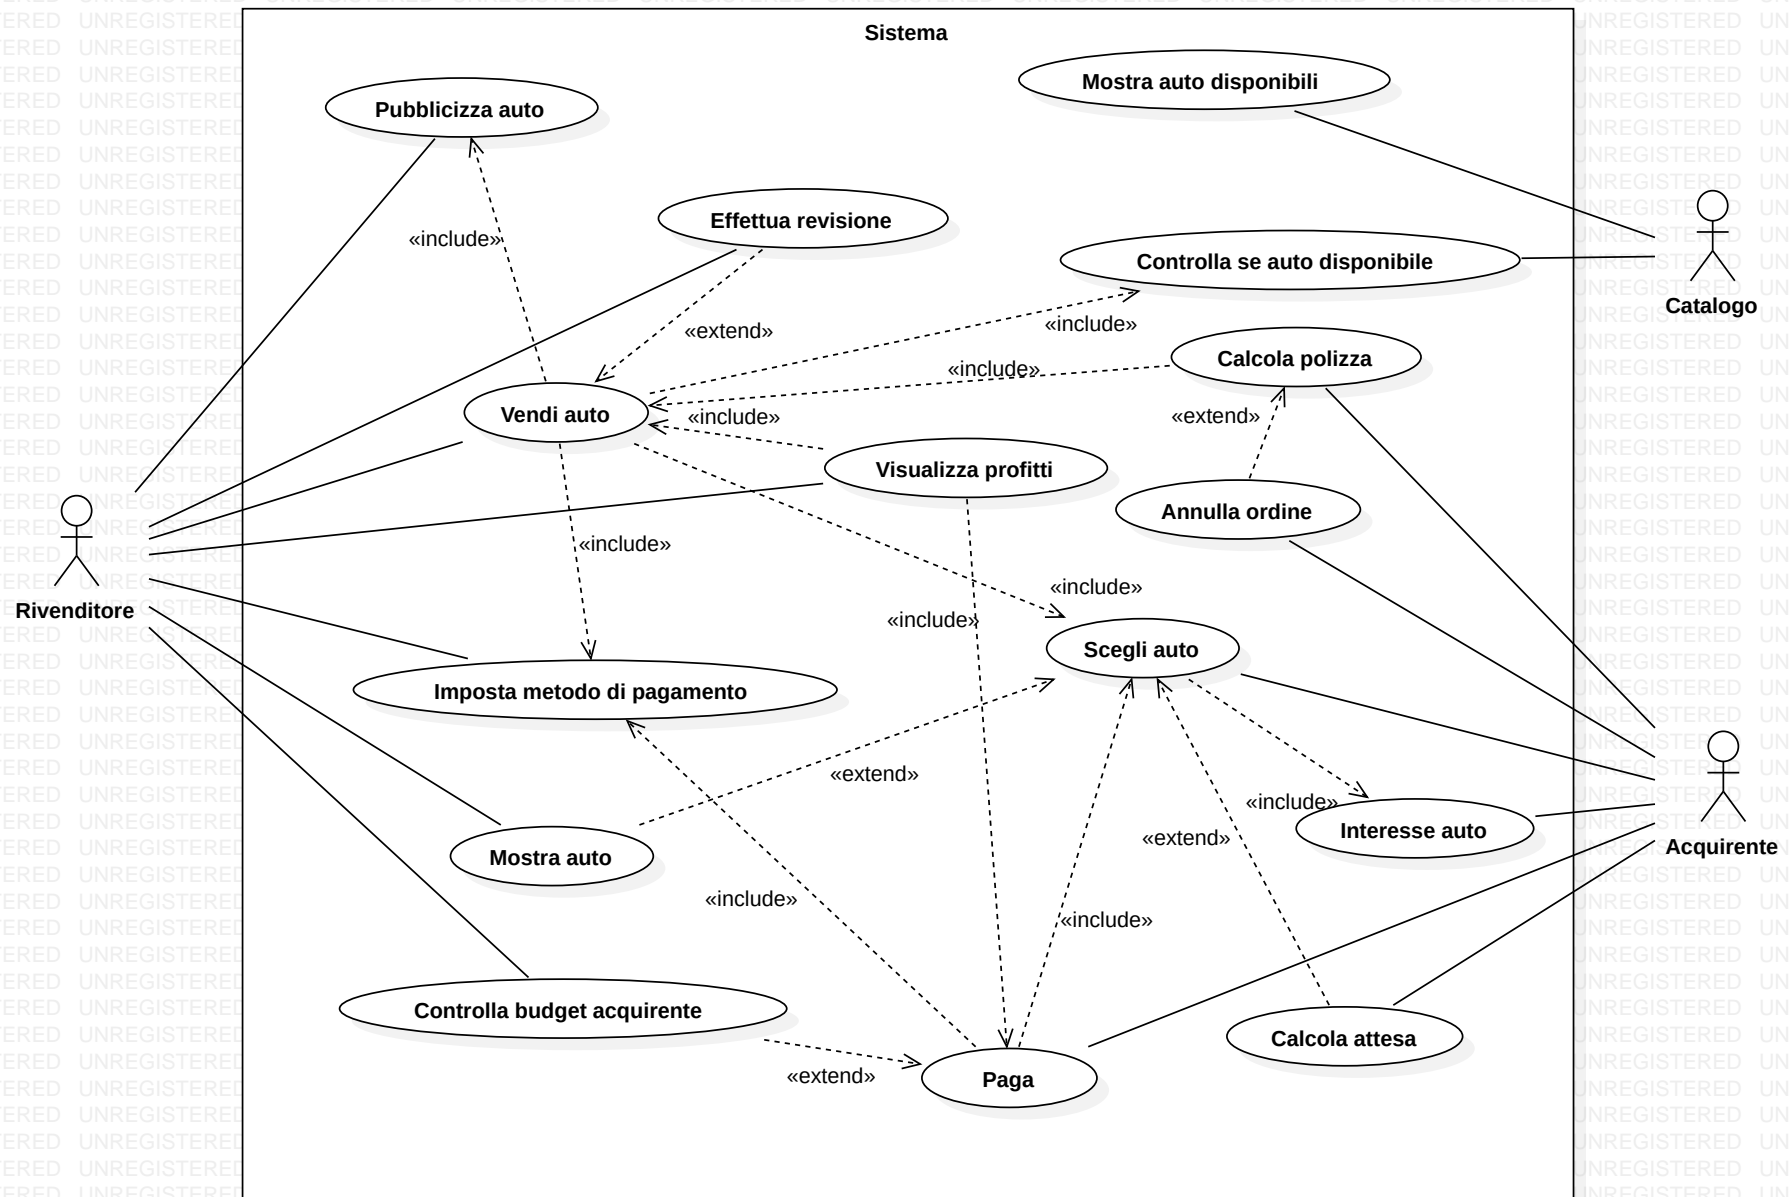 Sistema
Mostra auto disponibili
Pubblicizza auto
Effettua revisione
«include»
Controlla se auto disponibile
Catalogo
«extend»
«include»
Calcola polizza
«include»
Vendi auto
«include»
«extend»
Visualizza profitti
Annulla ordine
«include»
«include»
Rivenditore
«include»
Scegli auto
Imposta metodo di pagamento
«extend»
«include»
Interesse auto
«extend»
Acquirente
Mostra auto
«include»
«include»
Controlla budget acquirente
Calcola attesa
«extend»
Paga
UNREGISTERED